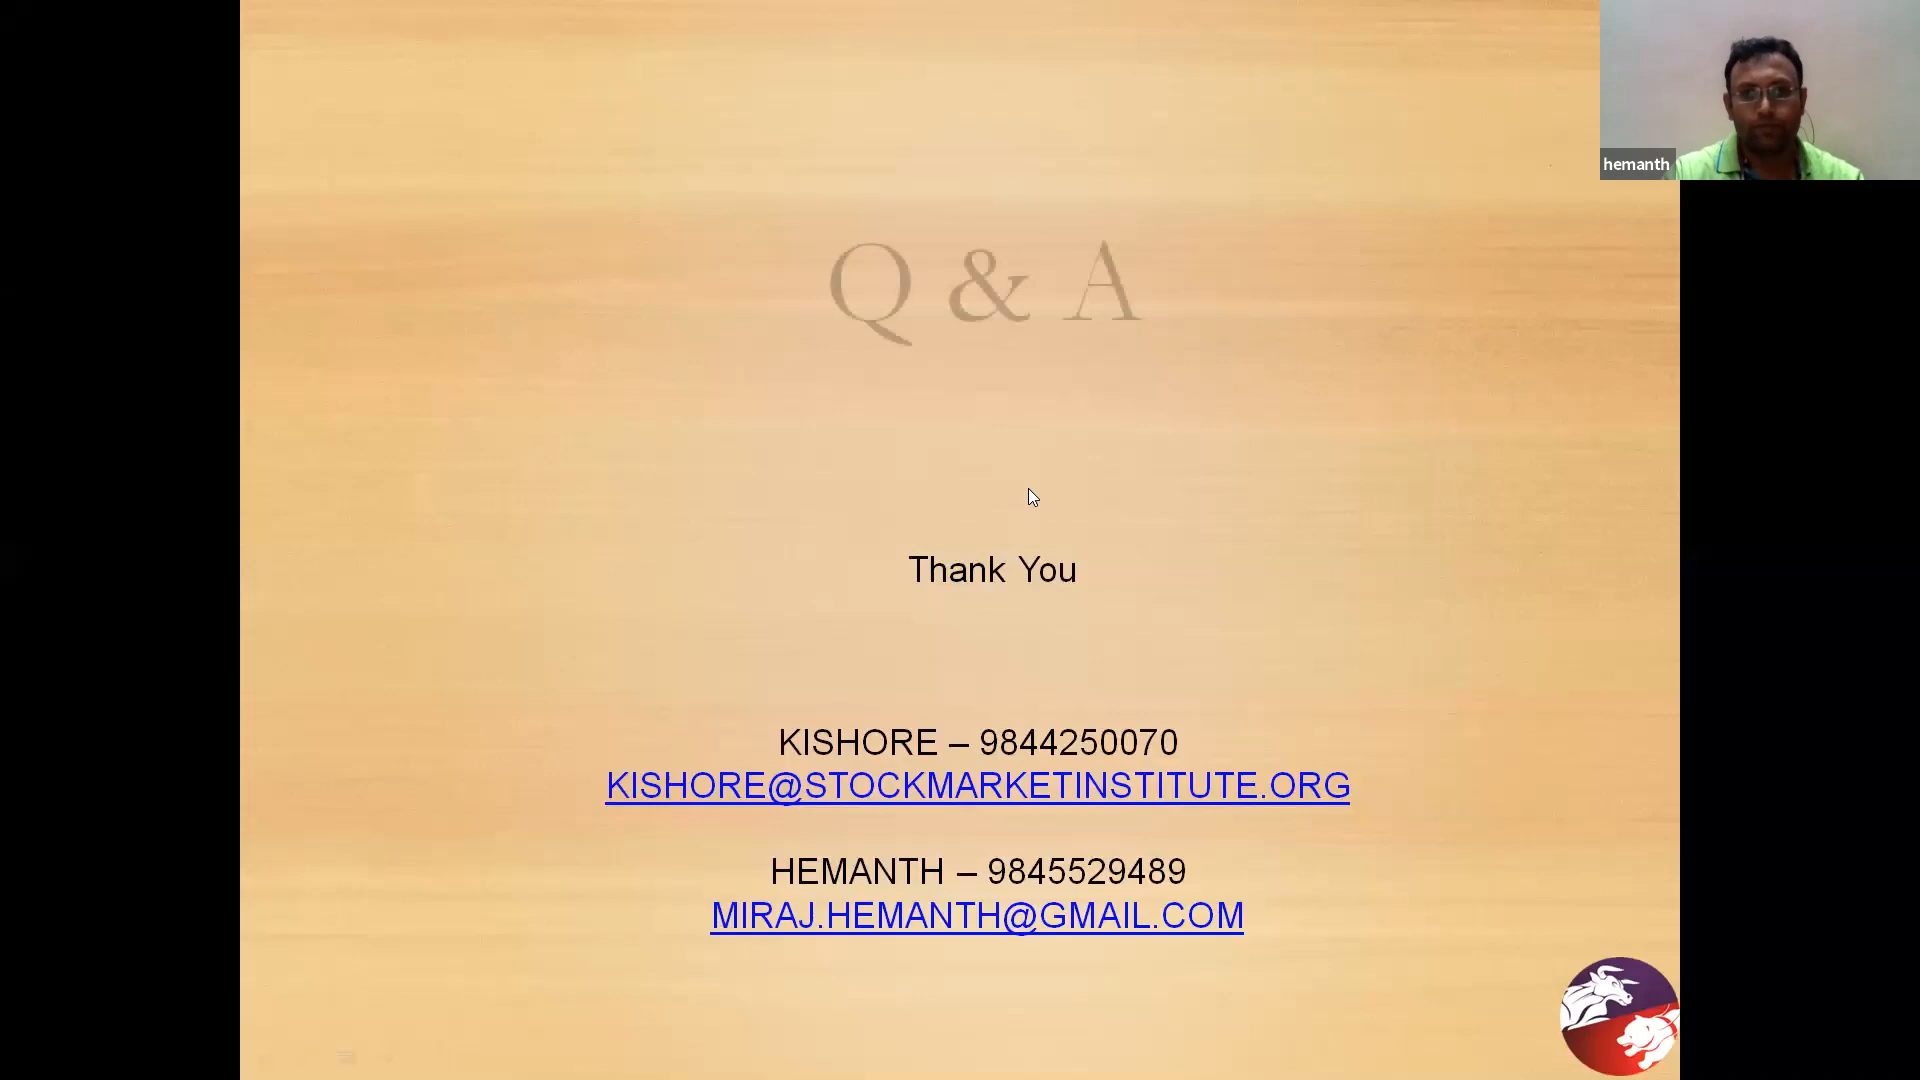 hemanth
Q & A
Thank You
KISHORE – 9844250070
KISHORE@STOCKMARKETINSTITUTE.ORG
HEMANTH – 9845529489
MIRAJ.HEMANTH@GMAIL.COM